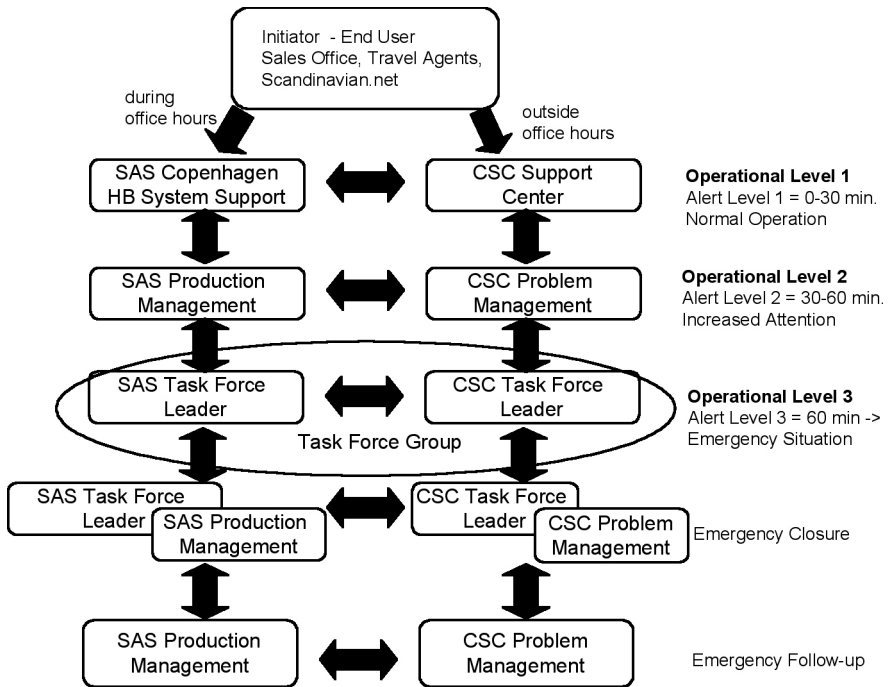 Initiator - End User
Sales Office, Travel Agents,
Scandinavian.net
during
office hours
outside
office hours
SAS Copenhagen
HB System Support
CSC Support
Center
Operational Level 1
Alert Level 1 = 0-30 min.
Normal Operation
SAS Production
Management
CSC Problem
Management
Operational Level 2
Alert Level 2 = 30-60 min.
Increased Attention
SAS Task Force
Leader
CSC Task Force
Leader
Task Force Group
Operational Level 3
Alert Level 3 = 60 min ->
Emergency Situation
SAS Task Force
Leader
SAS Production
Management
CSC Task Force
Leader
CSC Problem
Management
Emergency Closure
SAS Production
Management
CSC Problem
Management
Emergency Follow-up